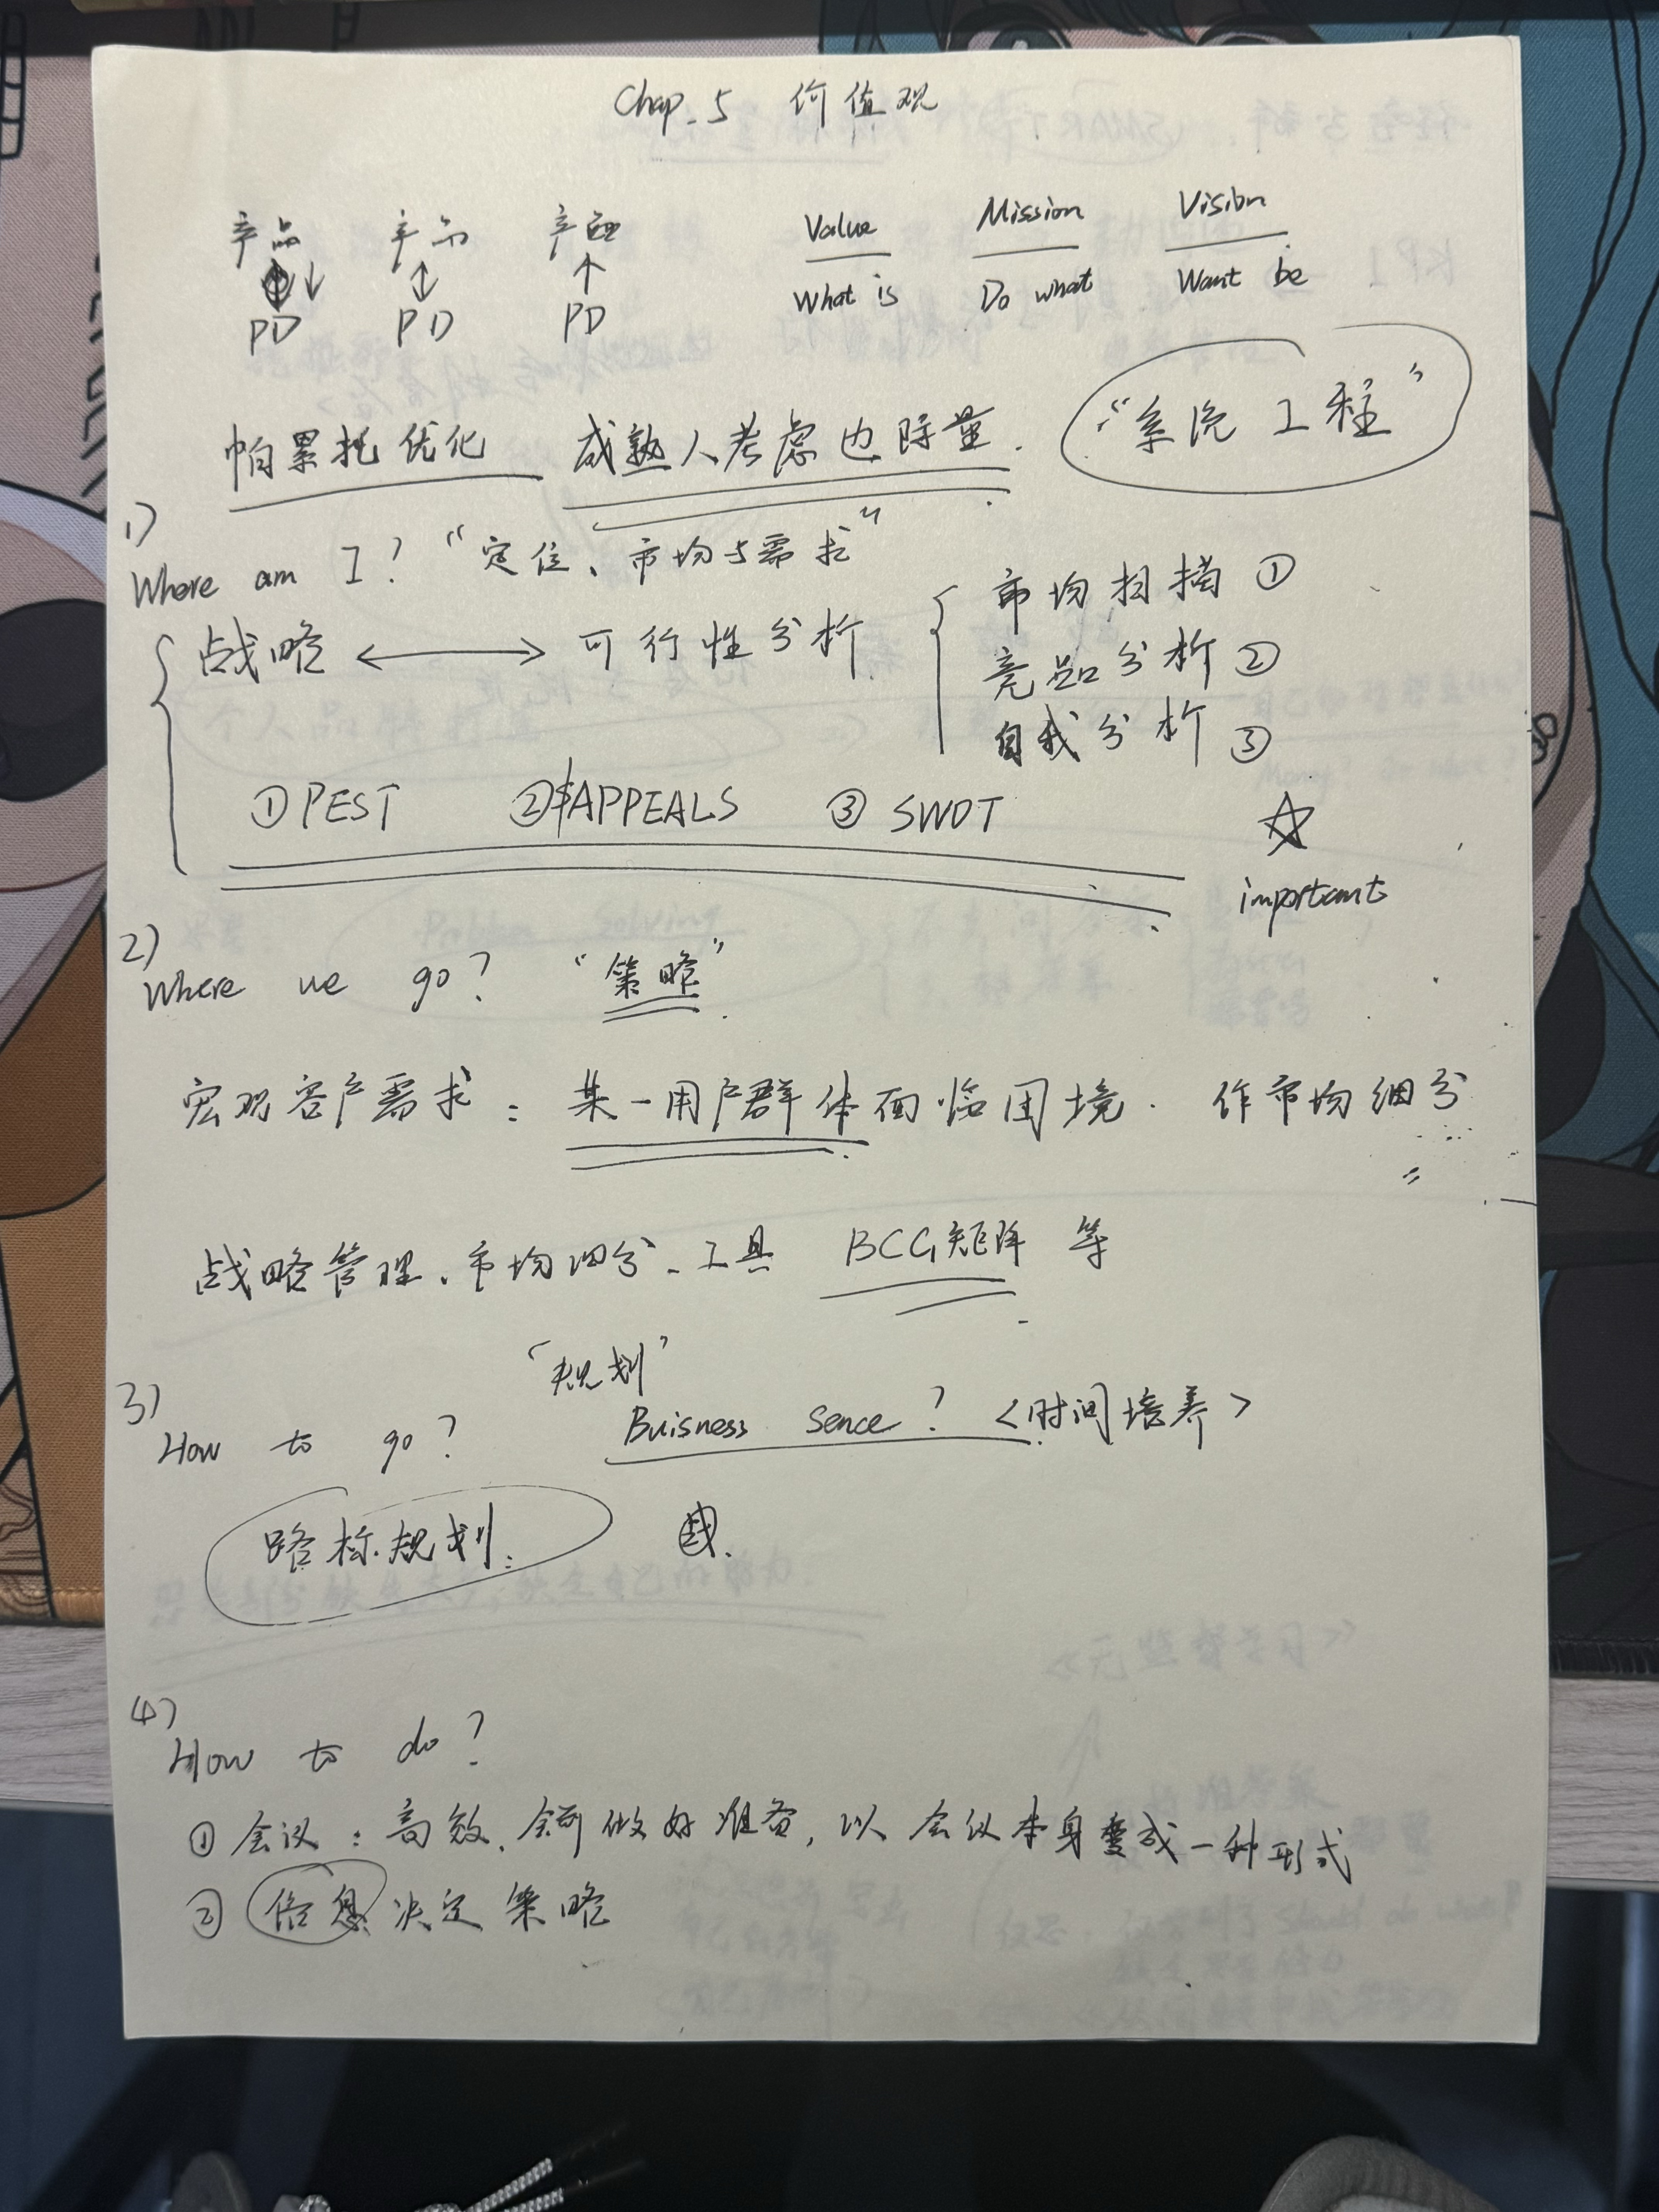 Chap.5 价值观
产品 产品 产品 Value Mission Vision
PD PD PD What is Do what Want be
帕累托优化 成熟人考虑边际量. “系统工程”
1)
Where am I? “定位、市场与需求”
战略 ⟷ 可行性分析
市场扫描 ①
竞品分析 ②
自我分析 ③
① PEST ② $APPEALS ③ SWOT ☆
important
2)
Where we go? “策略”
宏观客户需求: 某一用户群体面临困境. 作市场细分
战略管理、市场细分、工具 BCG矩阵 等
“规划”
3)
How to go? Buisness Sence? <时间培养>
路标规划.
4)
How to do?
① 会议: 高效、会前做好准备, 以 会议本身变成一种形式
② 信息决定策略